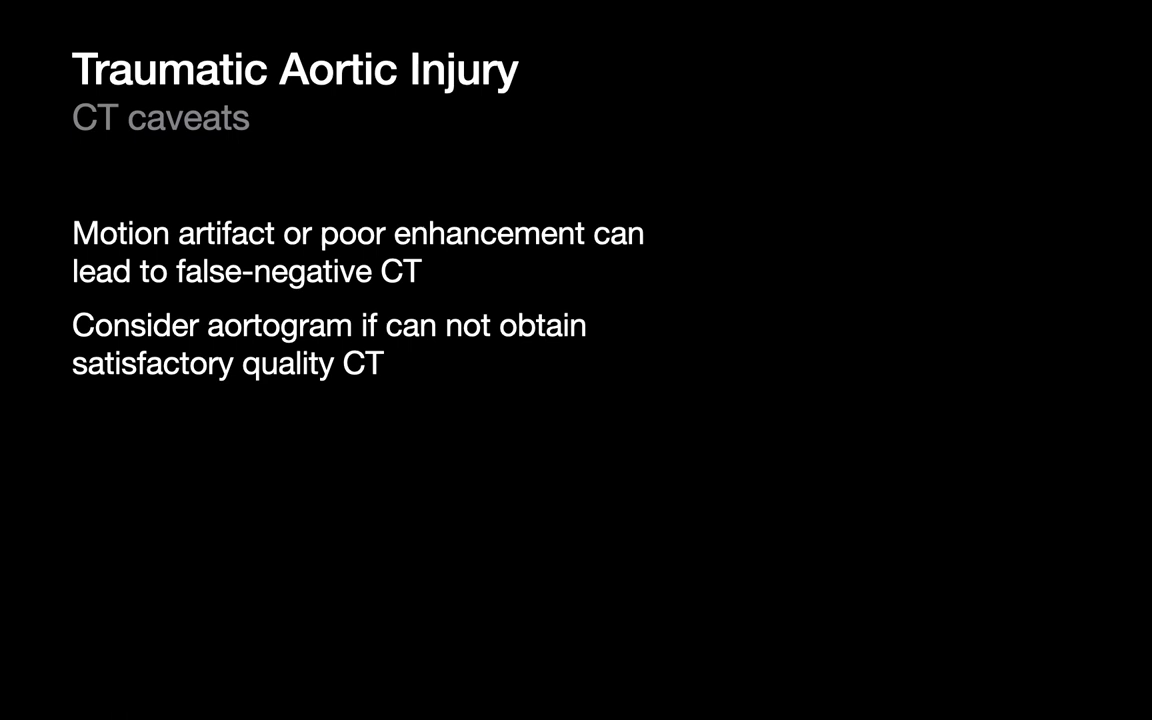 Traumatic Aortic Injury
CT caveats
Motion artifact or poor enhancement can
lead to false-negative CT
Consider aortogram if can not obtain
satisfactory quality CT